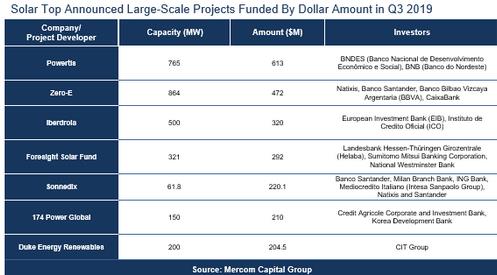 Solar Top Announced Large-Scale Projects Funded By Dollar Amount in Q3 2019
Company/
Project Developer
Capacity (MW)
Amount ($M)
Investors
Powertis
765
613
BNDES (Banco Nacional de Desenvolvimento
Econômico e Social), BNB (Banco do Nordeste)
Zero-E
864
472
Natixis, Banco Santander, Banco Bilbao Vizcaya
Argentaria (BBVA), CaixaBank
Iberdrola
500
320
European Investment Bank (EIB), Instituto de
Credito Oficial (ICO)
Foresight Solar Fund
321
292
Landesbank Hessen-Thüringen Girozentrale
(Helaba), Sumitomo Mitsui Banking Corporation,
National Westminster Bank
Sonnedix
61.8
220.1
Banco Santander, Milan Branch Bank, ING Bank,
Mediocredito Italiano (Intesa Sanpaolo Group),
Natixis and Santander
174 Power Global
150
210
Credit Agricole Corporate and Investment Bank,
Korea Development Bank
Duke Energy Renewables
200
204.5
CIT Group
Source: Mercom Capital Group